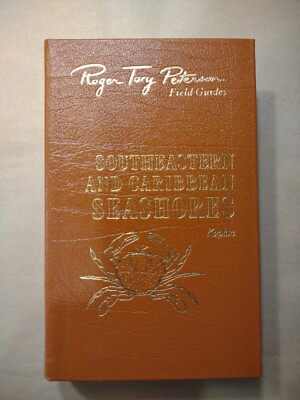 Roger Tory Peterson
Field Guides
SOUTHEASTERN
AND CARIBBEAN
SEASHORES
Kaplan